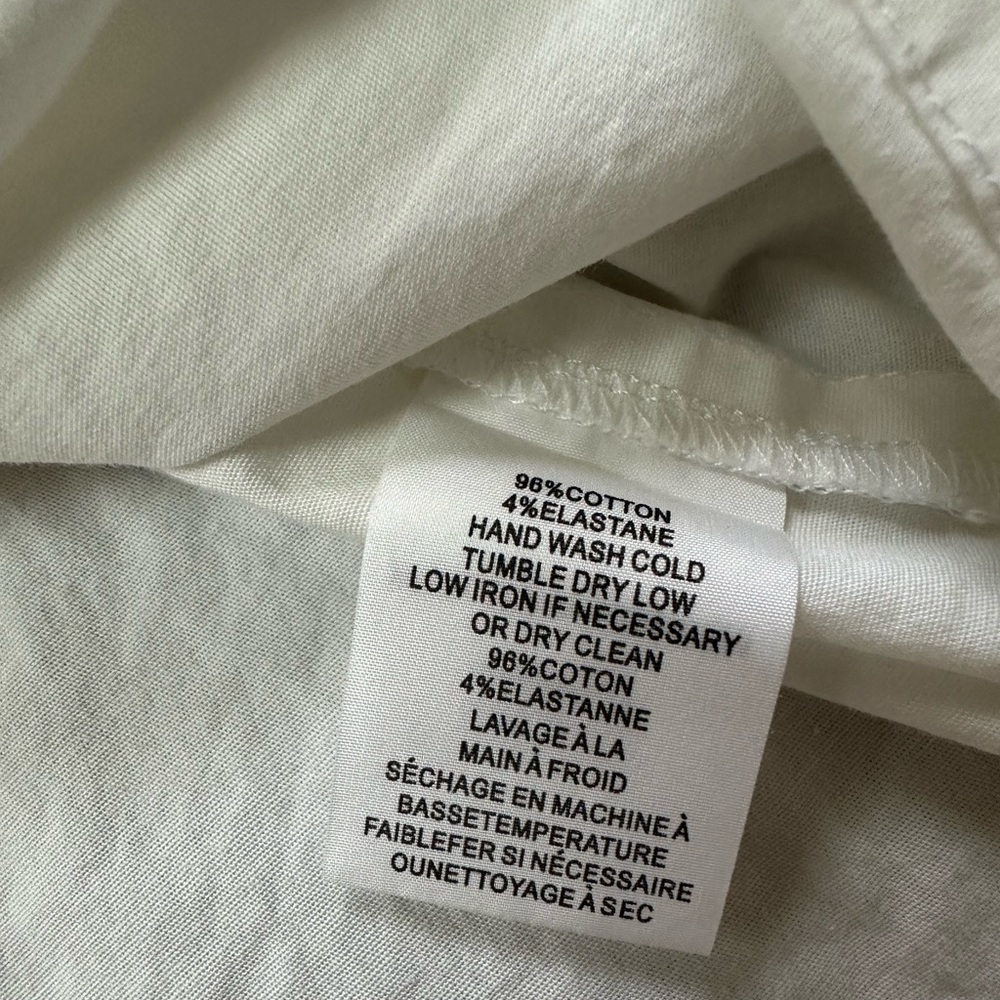 96%COTTON
4%ELASTANE
HAND WASH COLD
TUMBLE DRY LOW
LOW IRON IF NECESSARY
OR DRY CLEAN
96%COTON
4%ELASTANNE
LAVAGE À LA
MAIN À FROID
SÉCHAGE EN MACHINE À
BASSETEMPERATURE
FAIBLEFER SI NÉCESSAIRE
OUNETTOYAGE À SEC